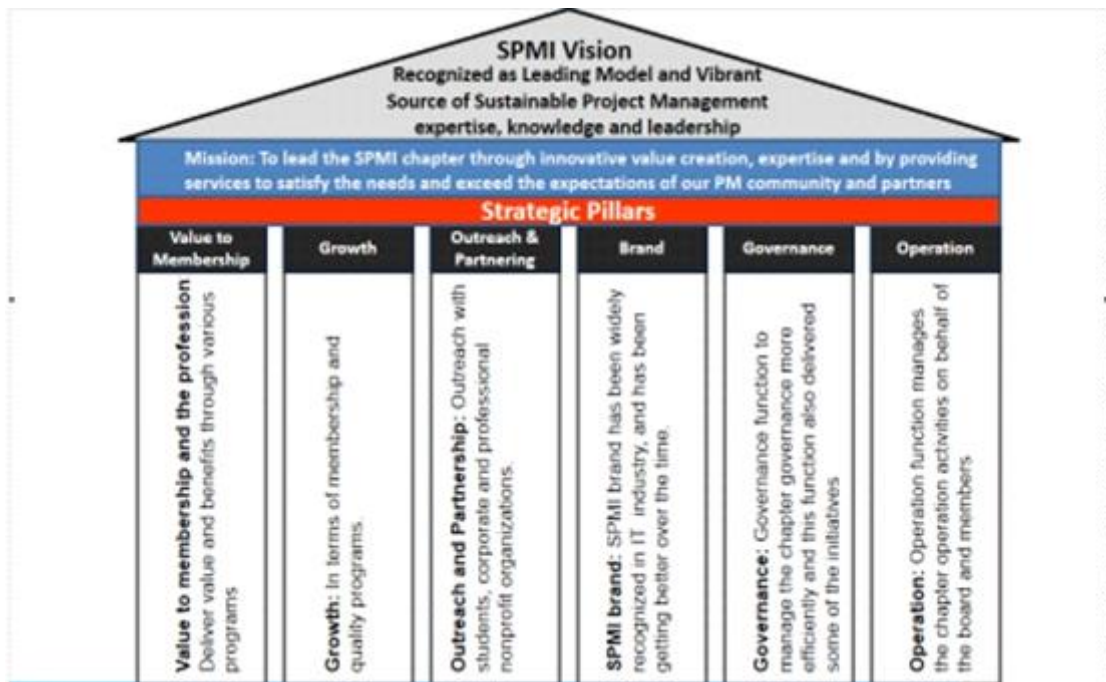 SPMI Vision
Recognized as Leading Model and Vibrant
Source of Sustainable Project Management
expertise, knowledge and leadership
Mission: To lead the SPMI chapter through innovative value creation, expertise and by providing
services to satisfy the needs and exceed the expectations of our PM community and partners
Strategic Pillars
Value to
Membership
Growth
Outreach &
Partnering
Brand
Governance
Operation
Value to membership and the profession
Deliver value and benefits through various
programs
Growth: In terms of membership and
quality programs.
Outreach and Partnership: Outreach with
students, corporate and professional
nonprofit organizations.
SPMI brand: SPMI brand has been widely
recognized in IT industry, and has been
getting better over the time.
Governance: Governance function to
manage the chapter governance more
efficiently and this function also delivered
some of the initiatives
Operation: Operation function manages
the chapter operation activities on behalf of
the board and members